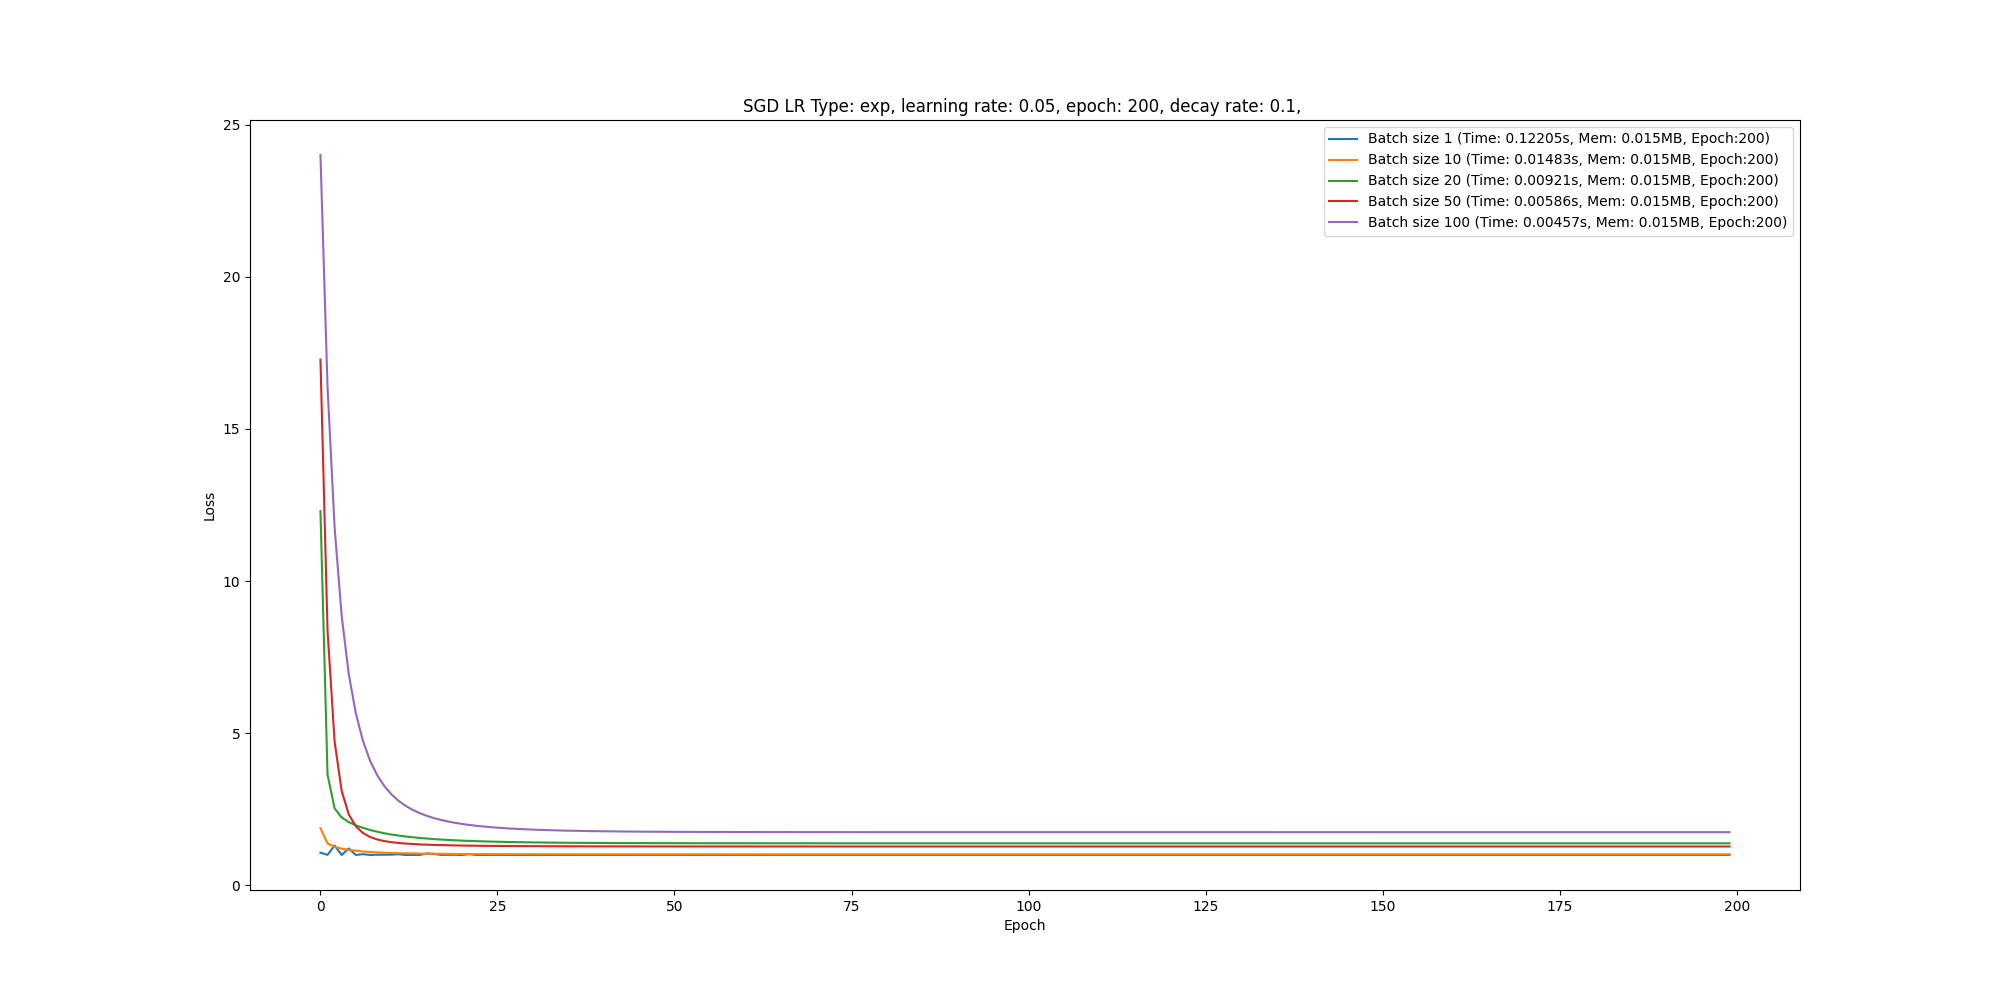 SGD LR Type: exp, learning rate: 0.05, epoch: 200, decay rate: 0.1,
Batch size 1 (Time: 0.12205s, Mem: 0.015MB, Epoch:200)
Batch size 10 (Time: 0.01483s, Mem: 0.015MB, Epoch:200)
Batch size 20 (Time: 0.00921s, Mem: 0.015MB, Epoch:200)
Batch size 50 (Time: 0.00586s, Mem: 0.015MB, Epoch:200)
Batch size 100 (Time: 0.00457s, Mem: 0.015MB, Epoch:200)
25
20
15
10
5
0
Loss
0 25 50 75 100 125 150 175 200
Epoch